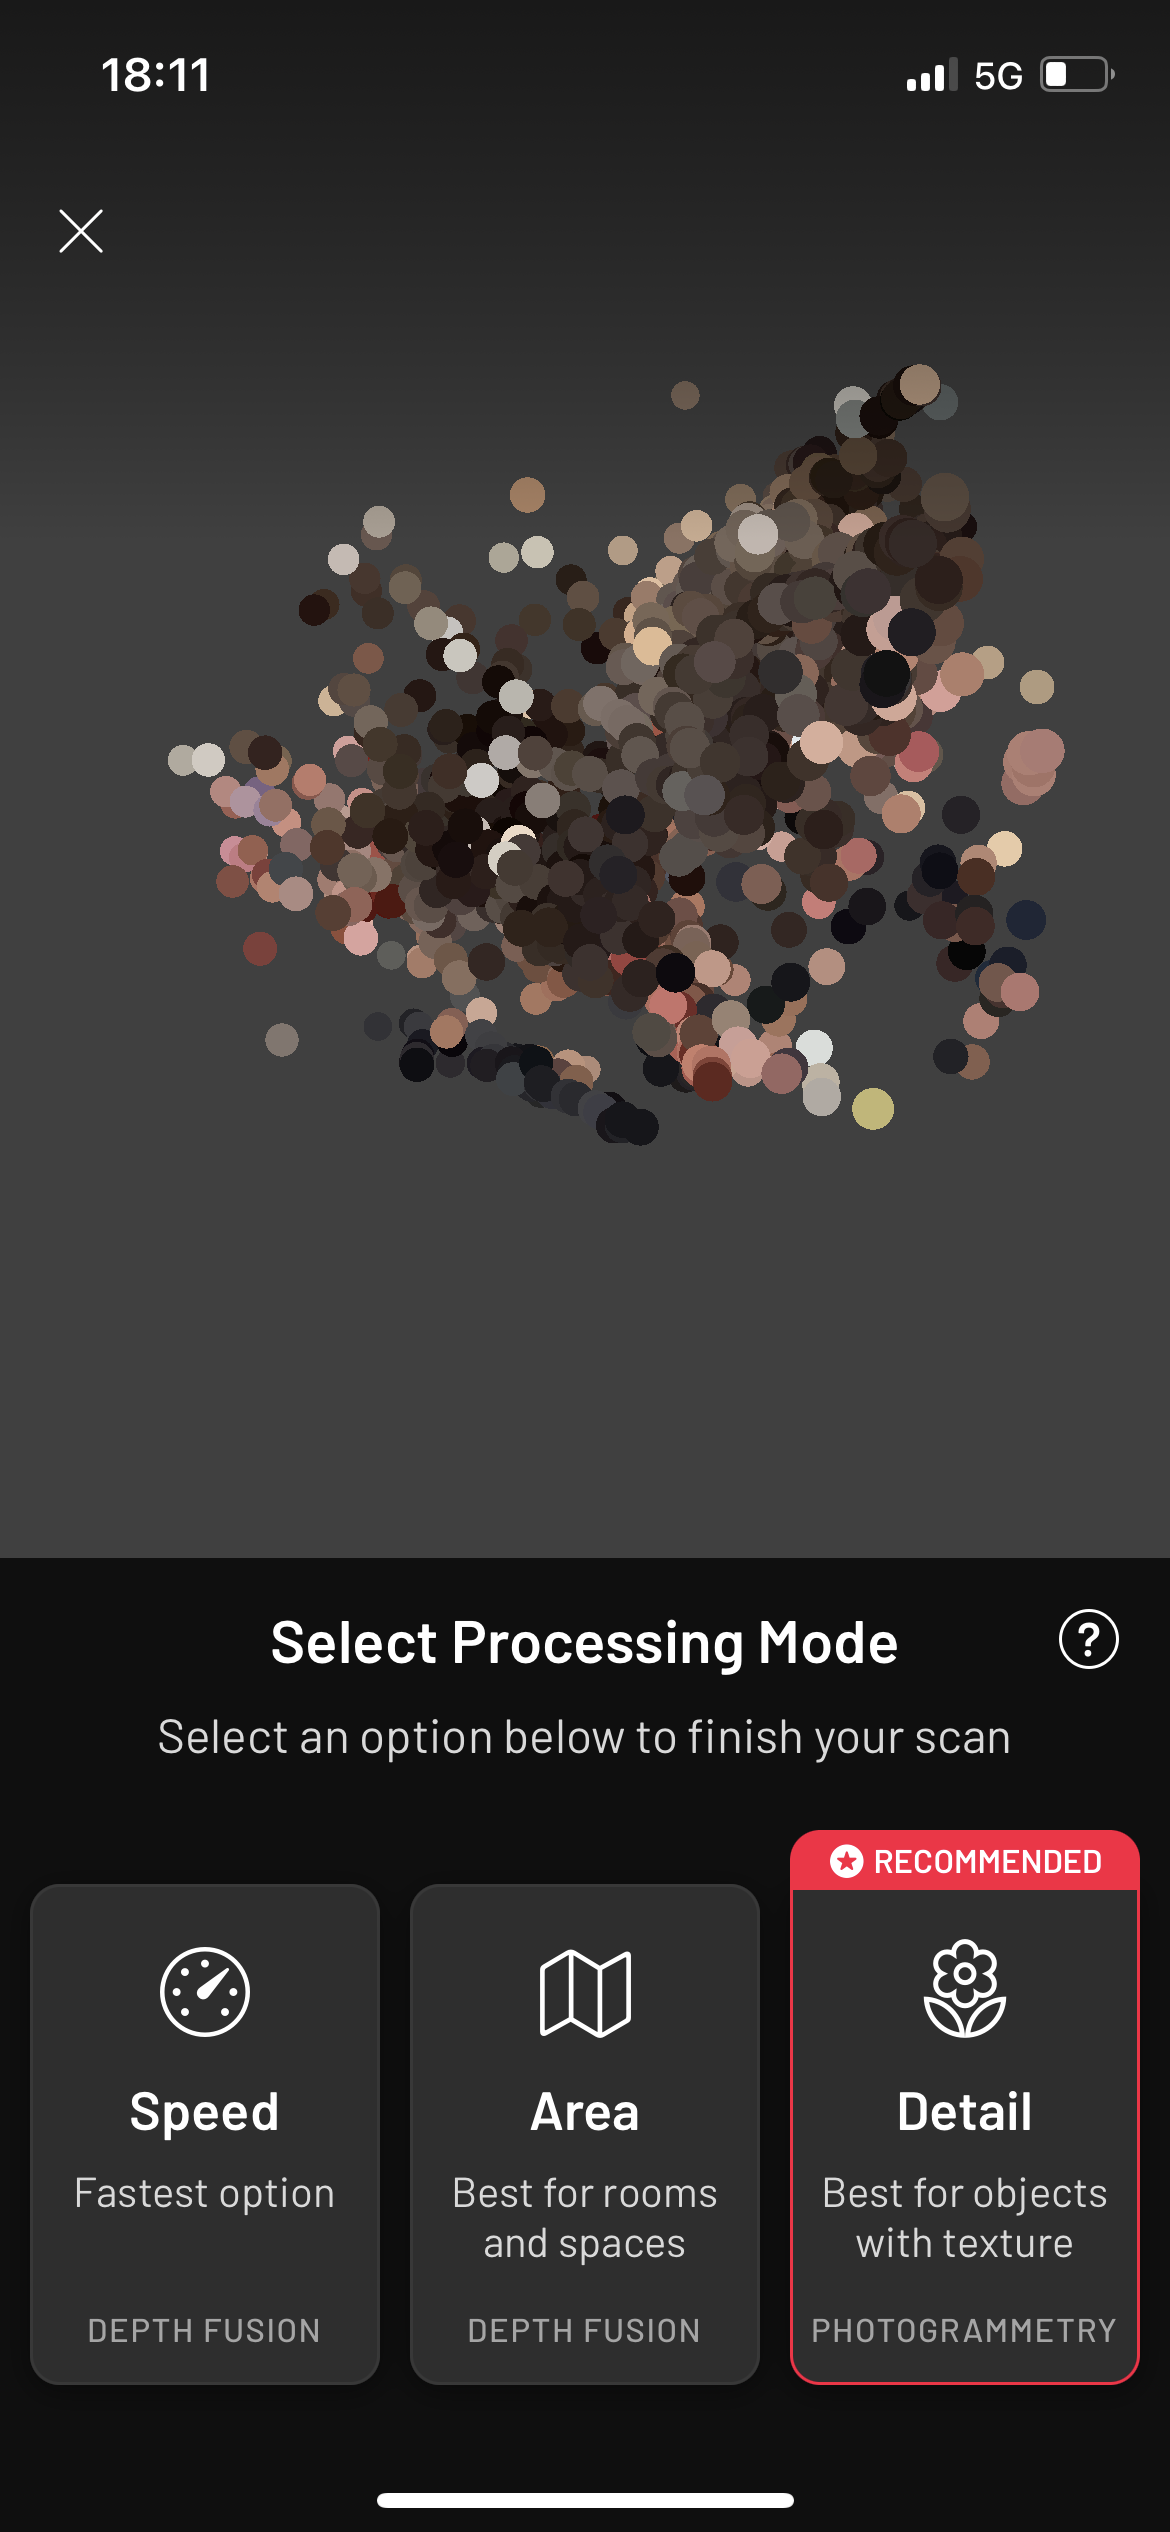 18:11
5G
Select Processing Mode
?
Select an option below to finish your scan
RECOMMENDED
Speed
Fastest option
DEPTH FUSION
Area
Best for rooms
and spaces
DEPTH FUSION
Detail
Best for objects
with texture
PHOTOGRAMMETRY